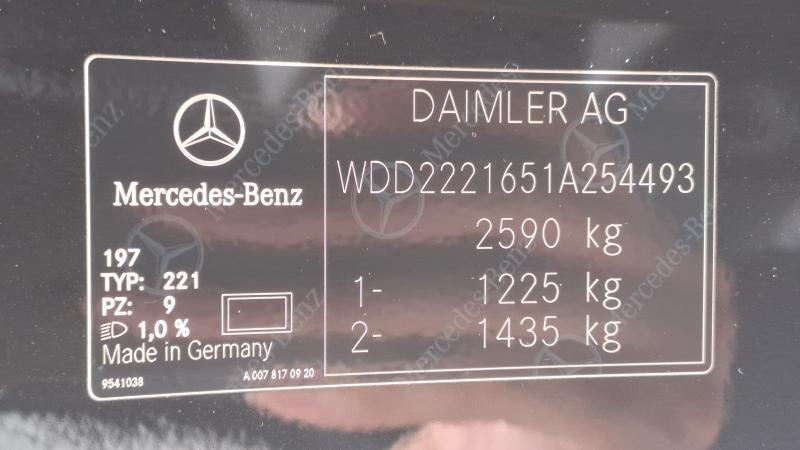 Mercedes-Benz
197
TYP: 221
PZ: 9
1,0 %
Made in Germany
9541038
A 007 817 09 20
DAIMLER AG
WDD2221651A254493
2590 kg
1- 1225 kg
2- 1435 kg